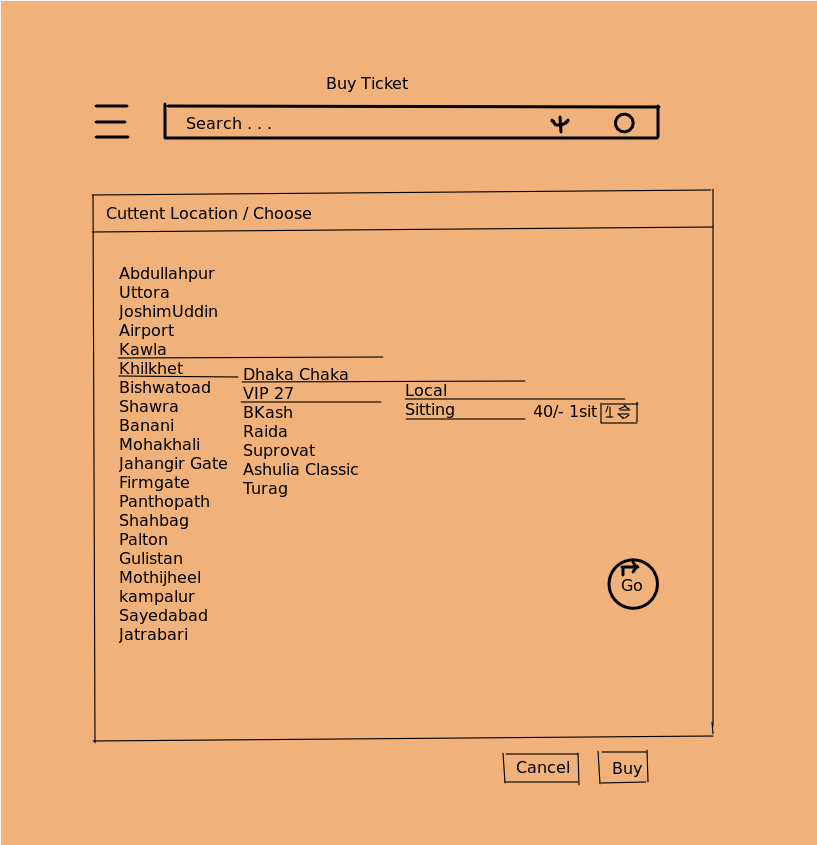 Buy Ticket
Search . . .
Cuttent Location / Choose
Abdullahpur
Uttora
JoshimUddin
Airport
Kawla
Khilkhet
Bishwatoad
Shawra
Banani
Mohakhali
Jahangir Gate
Firmgate
Panthopath
Shahbag
Palton
Gulistan
Mothijheel
kampalur
Sayedabad
Jatrabari
Dhaka Chaka
VIP 27
BKash
Raida
Suprovat
Ashulia Classic
Turag
Local
Sitting
40/- 1sit 1
Go
Cancel
Buy